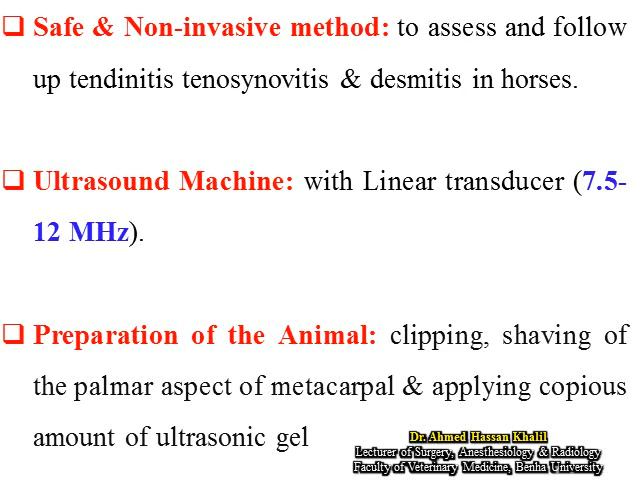 ❑ Safe & Non-invasive method: to assess and follow
up tendinitis tenosynovitis & desmitis in horses.
❑ Ultrasound Machine: with Linear transducer (7.5-
12 MHz).
❑ Preparation of the Animal: clipping, shaving of
the palmar aspect of metacarpal & applying copious
amount of ultrasonic gel
Dr. Ahmed Hassan Khalil
Lecturer of Surgery, Anesthesiology & Radiology
Faculty of Veterinary Medicine, Benha University